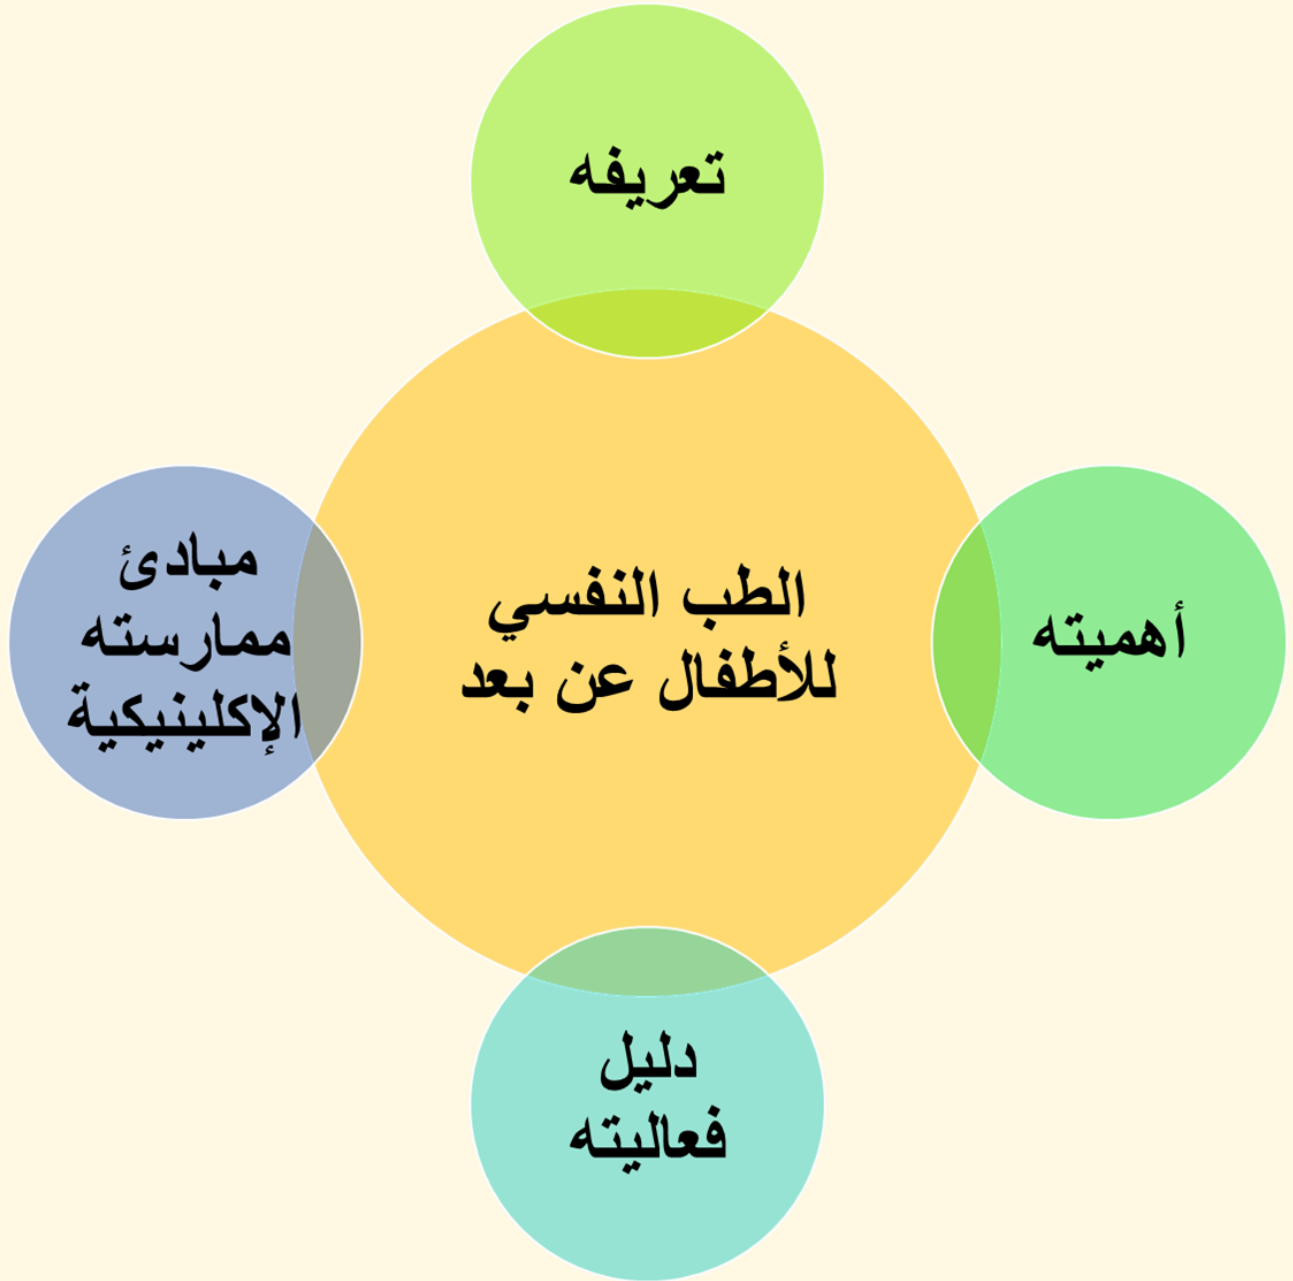 تعريفه
الطب النفسي
للأطفال عن بعد
أهميته
دليل
فعاليته
مبادئ
ممارسته
الإكلينيكية